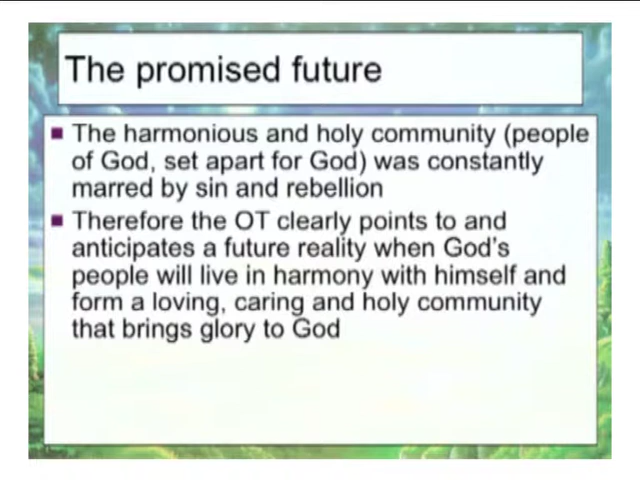 The promised future
The harmonious and holy community (people
of God, set apart for God) was constantly
marred by sin and rebellion
Therefore the OT clearly points to and
anticipates a future reality when God's
people will live in harmony with himself and
form a loving, caring and holy community
that brings glory to God